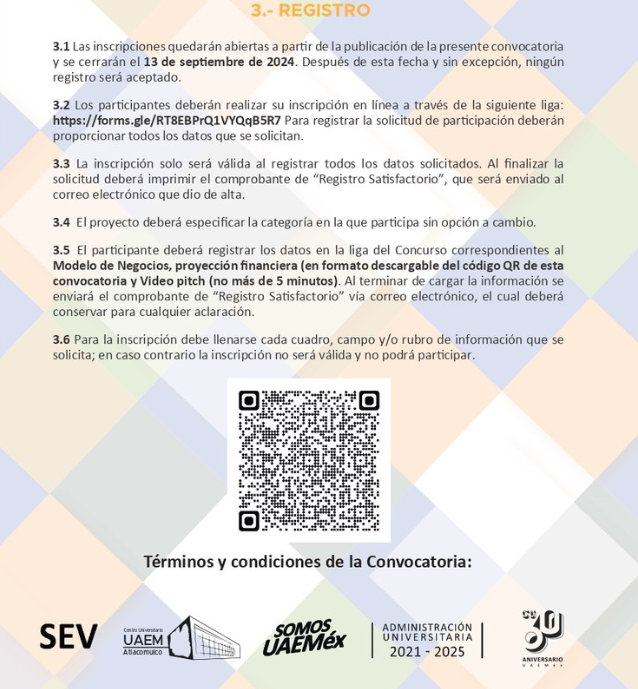 3.- REGISTRO
3.1 Las inscripciones quedarán abiertas a partir de la publicación de la presente convocatoria
y se cerrarán el 13 de septiembre de 2024. Después de esta fecha y sin excepción, ningún
registro será aceptado.
3.2 Los participantes deberán realizar su inscripción en línea a través de la siguiente liga:
https://forms.gle/RT8EBPrQ1VYQqB5R7 Para registrar la solicitud de participación deberán
proporcionar todos los datos que se solicitan.
3.3 La inscripción solo será válida al registrar todos los datos solicitados. Al finalizar la
solicitud deberá imprimir el comprobante de “Registro Satisfactorio”, que será enviado al
correo electrónico que dio de alta.
3.4 El proyecto deberá especificar la categoría en la que participa sin opción a cambio.
3.5 El participante deberá registrar los datos en la liga del Concurso correspondientes al
Modelo de Negocios, proyección financiera (en formato descargable del código QR de esta
convocatoria y Video pitch (no más de 5 minutos). Al terminar de cargar la información se
enviará el comprobante de “Registro Satisfactorio” vía correo electrónico, el cual deberá
conservar para cualquier aclaración.
3.6 Para la inscripción debe llenarse cada cuadro, campo y/o rubro de información que se
solicita; en caso contrario la inscripción no será válida y no podrá participar.
Términos y condiciones de la Convocatoria:
SEV
Centro Universitario
UAEM
Atlacomulco
SOMOS
UAEMéx
ADMINISTRACIÓN
UNIVERSITARIA
2021 - 2025
CU
40
ANIVERSARIO